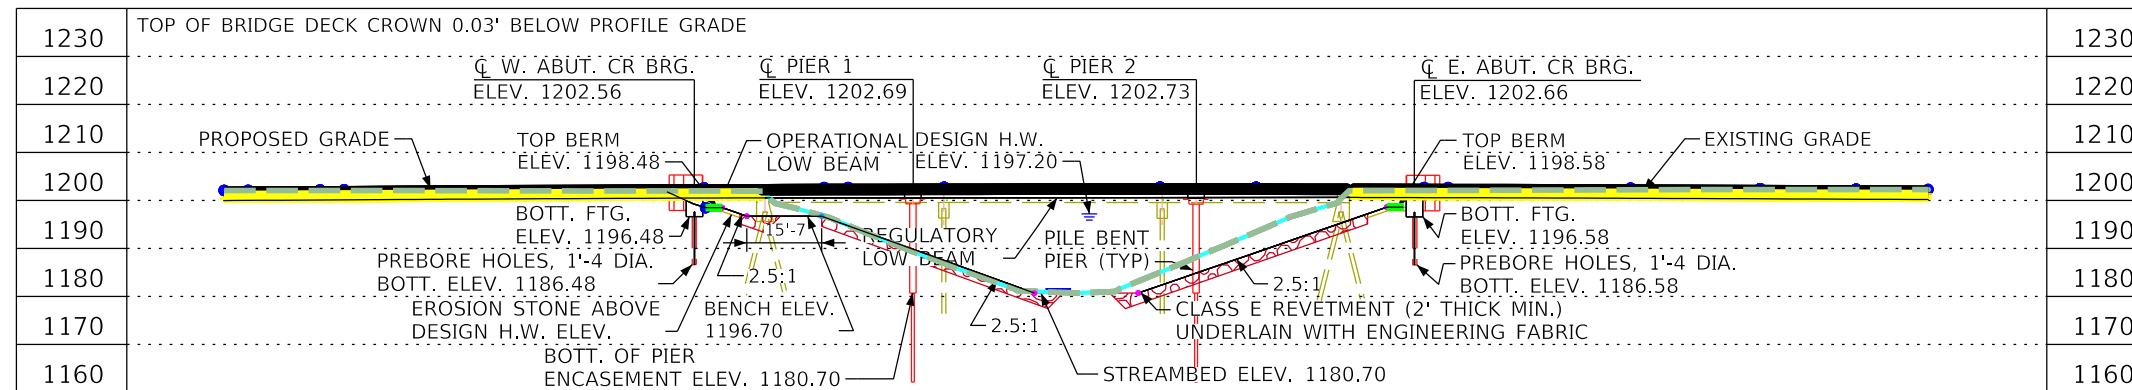 TOP OF BRIDGE DECK CROWN 0.03' BELOW PROFILE GRADE
1230
1230
℄ W. ABUT. CR BRG.
ELEV. 1202.56
℄ PIER 1
ELEV. 1202.69
℄ PIER 2
ELEV. 1202.73
℄ E. ABUT. CR BRG.
ELEV. 1202.66
1220
1220
1210
1210
PROPOSED GRADE
TOP BERM
ELEV. 1198.48
OPERATIONAL
LOW BEAM
DESIGN H.W.
ELEV. 1197.20
TOP BERM
ELEV. 1198.58
EXISTING GRADE
1200
1200
BOTT. FTG.
ELEV. 1196.48
15'-7
REGULATORY
LOW BEAM
PILE BENT
PIER (TYP)
BOTT. FTG.
ELEV. 1196.58
1190
1190
PREBORE HOLES, 1'-4 DIA.
BOTT. ELEV. 1186.48
2.5:1
2.5:1
PREBORE HOLES, 1'-4 DIA.
BOTT. ELEV. 1186.58
1180
1180
EROSION STONE ABOVE
DESIGN H.W. ELEV.
BENCH ELEV.
1196.70
2.5:1
CLASS E REVETMENT (2' THICK MIN.)
UNDERLAIN WITH ENGINEERING FABRIC
1170
1170
BOTT. OF PIER
ENCASEMENT ELEV. 1180.70
STREAMBED ELEV. 1180.70
1160
1160